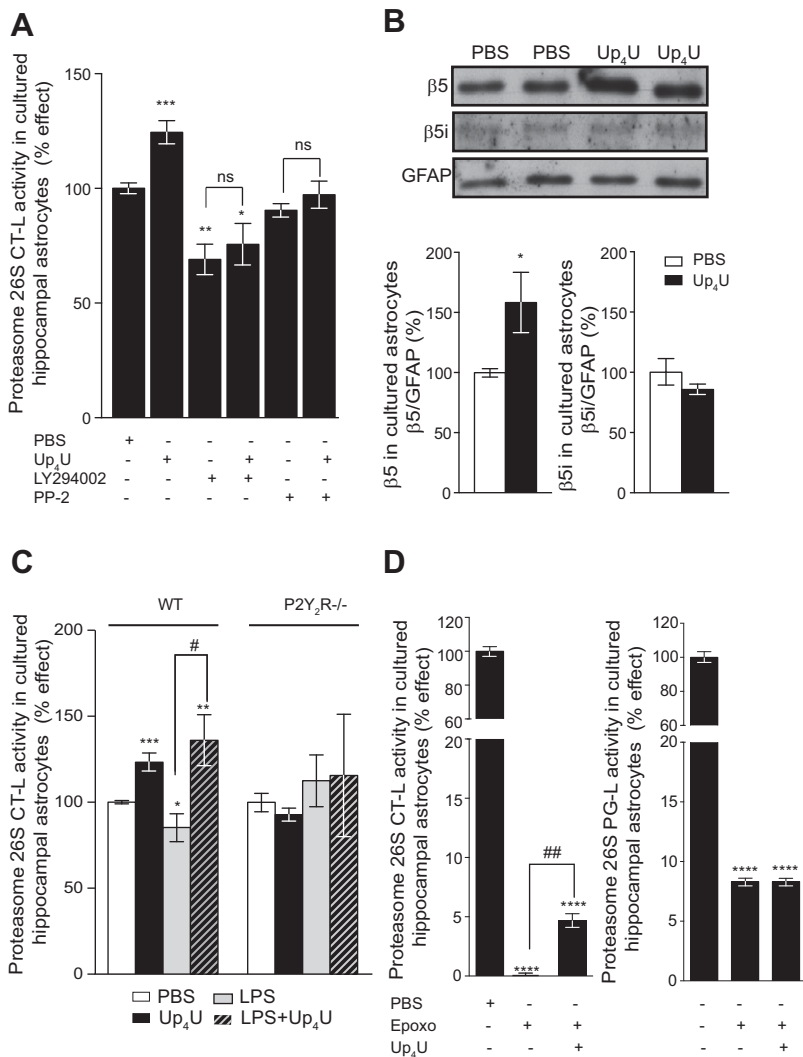 A
Proteasome 26S CT-L activity in cultured
hippocampal astrocytes (% effect)
150
100
50
0
***
**
ns
*
ns
PBS + - - - - -
Up4U - + - + - +
LY294002 - - + + - -
PP-2 - - - - + +
B
PBS PBS Up4U Up4U
β5
β5i
GFAP
β5 in cultured astrocytes
β5/GFAP (%)
200
150
100
50
0
*
β5i in cultured astrocytes
β5i/GFAP (%)
200
150
100
50
0
PBS
Up4U
C
WT P2Y2R-/-
Proteasome 26S CT-L activity in cultured
hippocampal astrocytes (% effect)
200
150
100
50
0
***
*
#
**
PBS LPS
Up4U LPS+Up4U
D
Proteasome 26S CT-L activity in cultured
hippocampal astrocytes (% effect)
120
100
80
60
20
15
10
5
0
****
##
****
Proteasome 26S PG-L activity in cultured
hippocampal astrocytes (% effect)
120
100
80
60
20
15
10
5
0
**** ****
PBS + - - - - -
Epoxo - + + - + +
Up4U - - + - - +